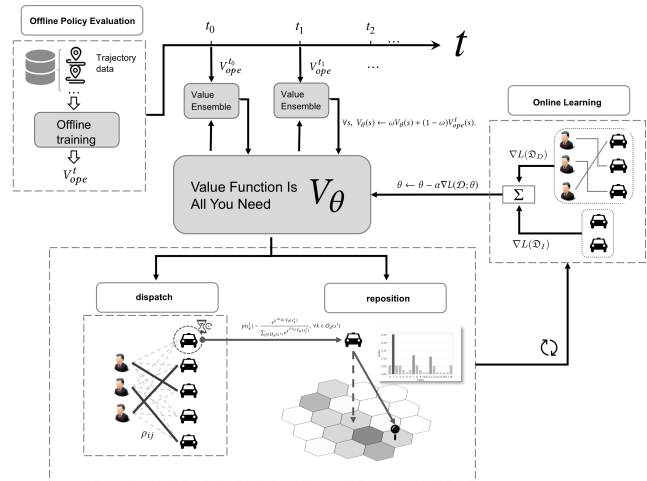 Offline Policy Evaluation
Trajectory
data
...
Offline
training
V^t_ope
t_0
t_1
t_2
...
t
V^{t_0}_ope
V^{t_1}_ope
...
Value
Ensemble
Value
Ensemble
∀s, V_θ(s) ← ωV_θ(s) + (1 − ω)V^t_ope(s).
Value Function Is
All You Need
V_θ
θ ← θ − α∇L(𝒟; θ)
Online Learning
∇L(𝔇_D)
Σ
∇L(𝔇_I)
dispatch
reposition
ρ_ij